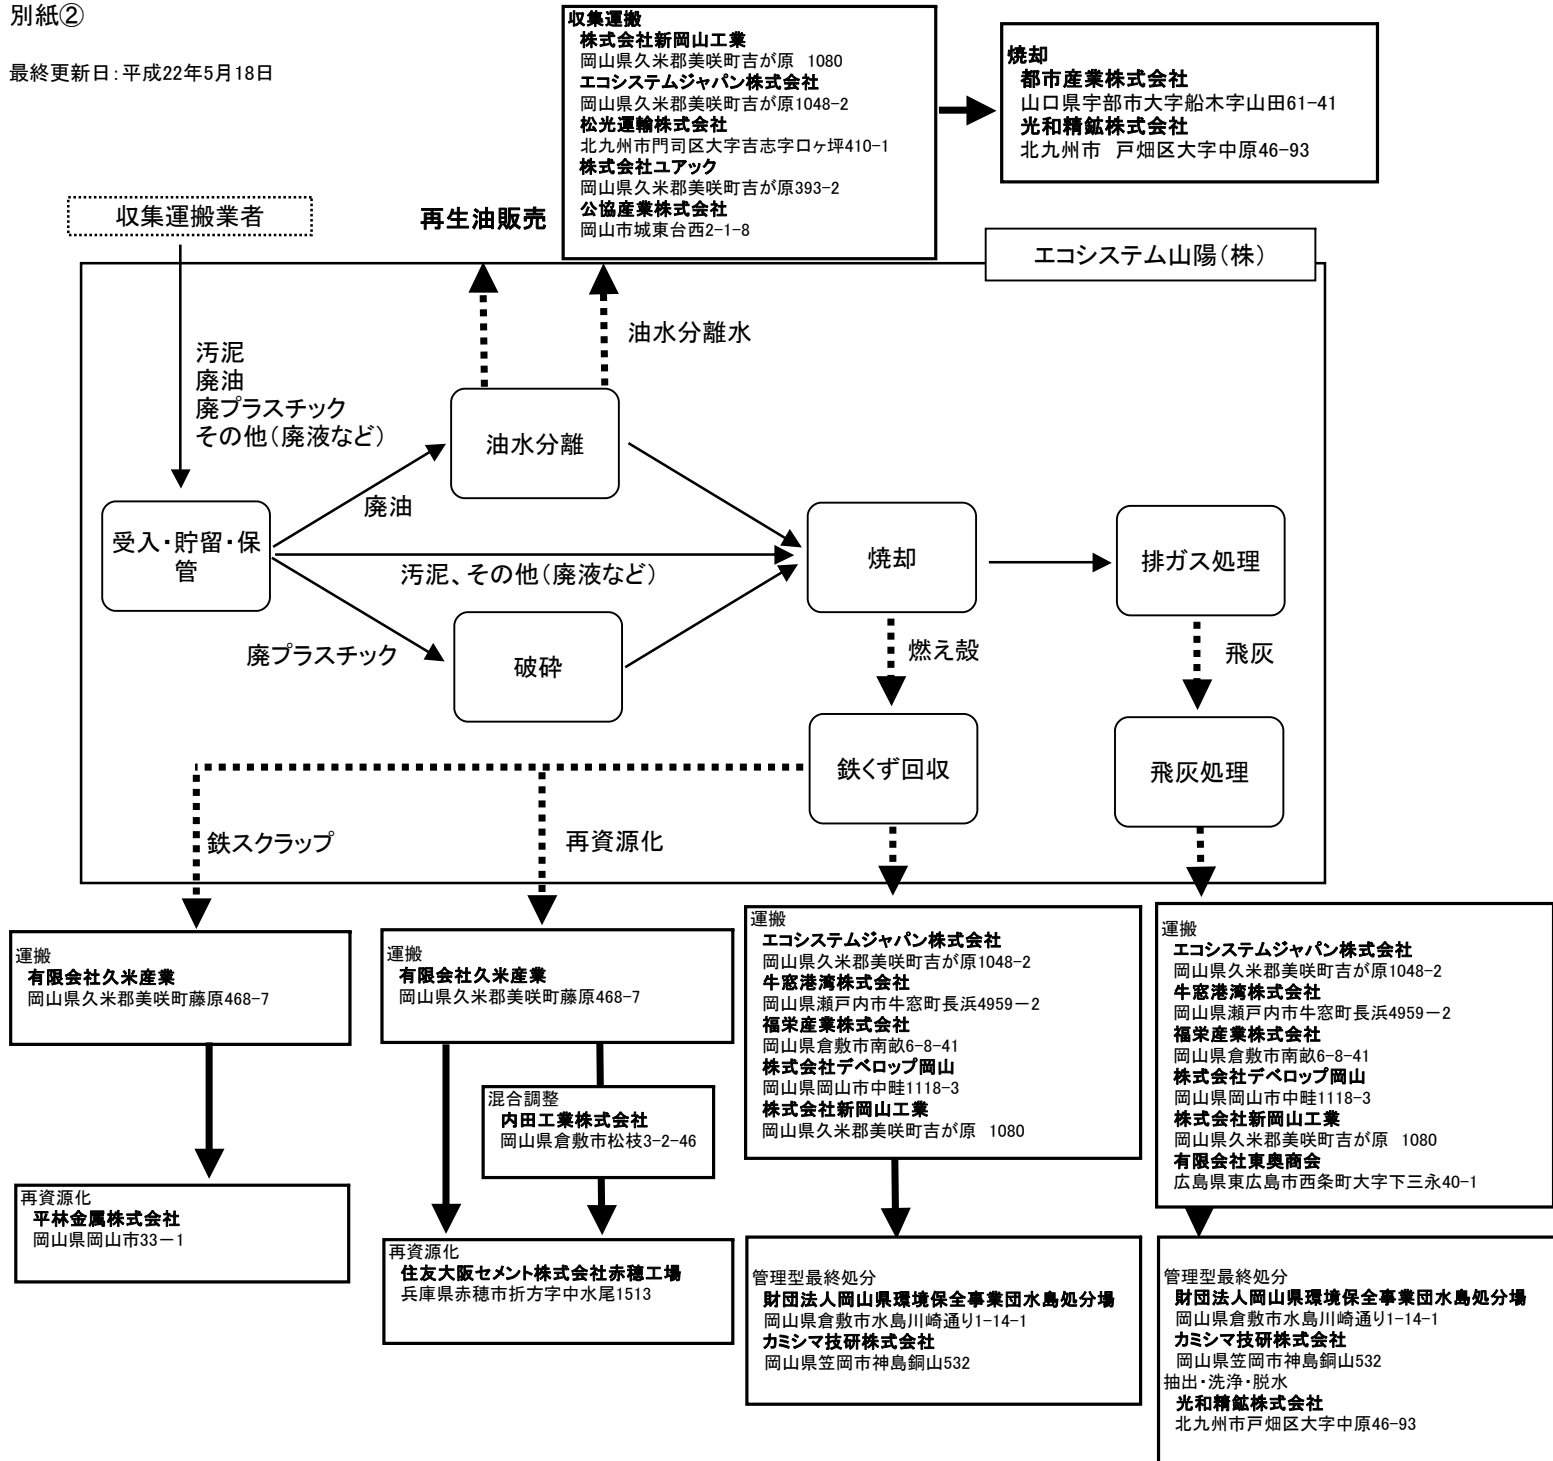 別紙②
最終更新日：平成22年5月18日
収集運搬
株式会社新岡山工業
岡山県久米郡美咲町吉が原 1080
エコシステムジャパン株式会社
岡山県久米郡美咲町吉が原1048-2
松光運輸株式会社
北九州市門司区大字吉志字口ヶ坪410-1
株式会社ユアック
岡山県久米郡美咲町吉が原393-2
公協産業株式会社
岡山市城東台西2-1-8
焼却
都市産業株式会社
山口県宇部市大字船木字山田61-41
光和精鉱株式会社
北九州市 戸畑区大字中原46-93
収集運搬業者
再生油販売
エコシステム山陽（株）
油水分離水
汚泥
廃油
廃プラスチック
その他（廃液など）
油水分離
廃油
受入・貯留・保
管
汚泥、その他（廃液など）
焼却
排ガス処理
廃プラスチック
破砕
燃え殻
飛灰
鉄くず回収
飛灰処理
鉄スクラップ
再資源化
運搬
有限会社久米産業
岡山県久米郡美咲町藤原468-7
再資源化
平林金属株式会社
岡山県岡山市33－1
運搬
有限会社久米産業
岡山県久米郡美咲町藤原468-7
混合調整
内田工業株式会社
岡山県倉敷市松枝3-2-46
再資源化
住友大阪セメント株式会社赤穂工場
兵庫県赤穂市折方字中水尾1513
運搬
エコシステムジャパン株式会社
岡山県久米郡美咲町吉が原1048-2
牛窓港湾株式会社
岡山県瀬戸内市牛窓町長浜4959－2
福栄産業株式会社
岡山県倉敷市南畝6-8-41
株式会社デベロップ岡山
岡山県岡山市中畦1118-3
株式会社新岡山工業
岡山県久米郡美咲町吉が原 1080
管理型最終処分
財団法人岡山県環境保全事業団水島処分場
岡山県倉敷市水島川崎通り1-14-1
カミシマ技研株式会社
岡山県笠岡市神島銅山532
運搬
エコシステムジャパン株式会社
岡山県久米郡美咲町吉が原1048-2
牛窓港湾株式会社
岡山県瀬戸内市牛窓町長浜4959－2
福栄産業株式会社
岡山県倉敷市南畝6-8-41
株式会社デベロップ岡山
岡山県岡山市中畦1118-3
株式会社新岡山工業
岡山県久米郡美咲町吉が原 1080
有限会社東奥商会
広島県東広島市西条町大字下三永40-1
管理型最終処分
財団法人岡山県環境保全事業団水島処分場
岡山県倉敷市水島川崎通り1-14-1
カミシマ技研株式会社
岡山県笠岡市神島銅山532
抽出・洗浄・脱水
光和精鉱株式会社
北九州市戸畑区大字中原46-93